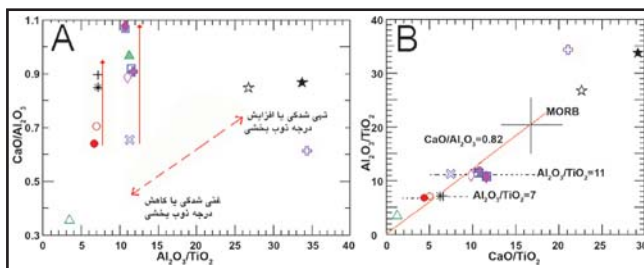 A
1.1
0.9
0.7
0.5
0.3
CaO/Al₂O₃
تهی شدگی یا افزایش
درجه ذوب بخشی
غنی شدگی یا کاهش
درجه ذوب بخشی
0 5 10 15 20 25 30 35 40
Al₂O₃/TiO₂
B
40
30
20
10
0
Al₂O₃/TiO₂
MORB
CaO/Al₂O₃=0.82
Al₂O₃/TiO₂=11
Al₂O₃/TiO₂=7
0 5 10 15 20 25 30
CaO/TiO₂